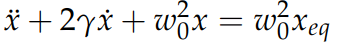 ẍ + 2γẋ + w₀²x = w₀²x_eq